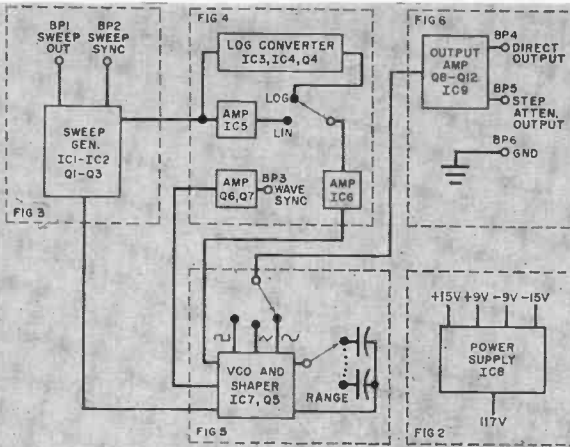 BP1
SWEEP
OUT
BP2
SWEEP
SYNC
SWEEP
GEN.
IC1-IC2
Q1-Q3
FIG 3
FIG 4
LOG CONVERTER
IC3,IC4,Q4
LOG
LIN
AMP
IC5
AMP
Q6,Q7
BP3
WAVE
SYNC
AMP
IC6
FIG 6
OUTPUT
AMP
Q8-Q12
IC9
BP4
DIRECT
OUTPUT
BP5
STEP
ATTEN.
OUTPUT
BP6
GND
VCO AND
SHAPER
IC7, Q5
RANGE
FIG 5
+15V +9V -9V -15V
POWER
SUPPLY
IC8
117V
FIG 2